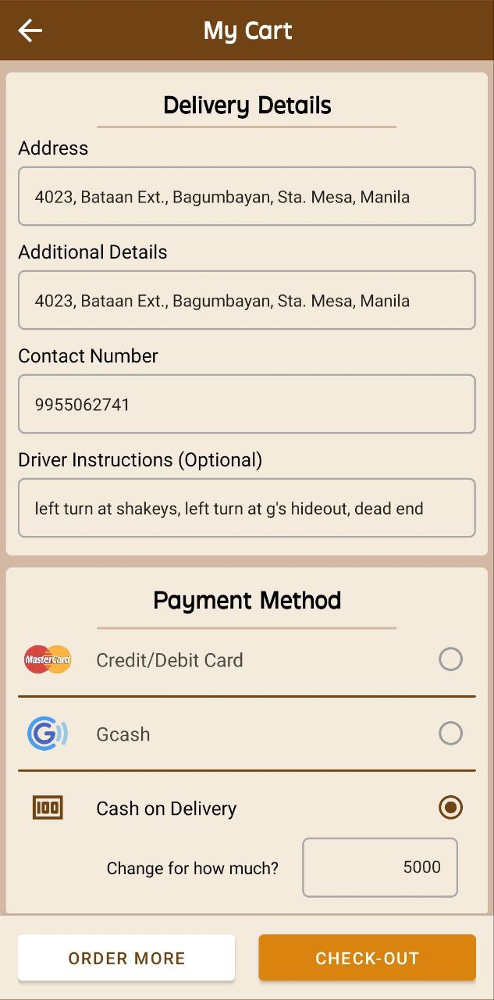 My Cart
Delivery Details
Address
4023, Bataan Ext., Bagumbayan, Sta. Mesa, Manila
Additional Details
4023, Bataan Ext., Bagumbayan, Sta. Mesa, Manila
Contact Number
9955062741
Driver Instructions (Optional)
left turn at shakeys, left turn at g's hideout, dead end
Payment Method
MasterCard Credit/Debit Card
G Gcash
100 Cash on Delivery
Change for how much? 5000
ORDER MORE CHECK-OUT